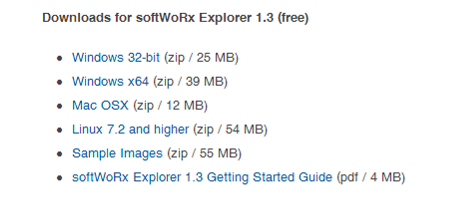 Downloads for softWoRx Explorer 1.3 (free)
Windows 32-bit (zip / 25 MB)
Windows x64 (zip / 39 MB)
Mac OSX (zip / 12 MB)
Linux 7.2 and higher (zip / 54 MB)
Sample Images (zip / 55 MB)
softWoRx Explorer 1.3 Getting Started Guide (pdf / 4 MB)